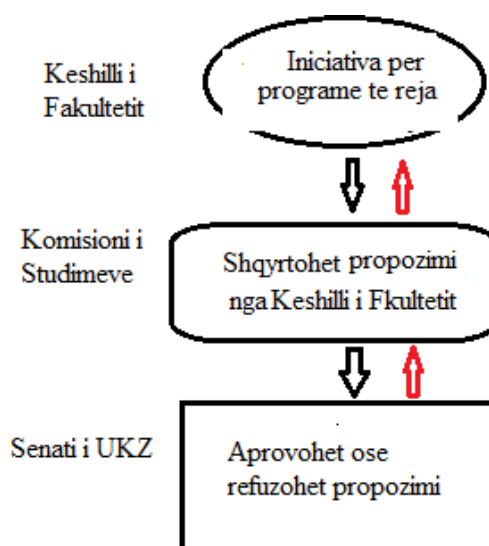 Keshilli i
Fakultetit
Iniciativa per
programe te reja
Komisioni i
Studimeve
Shqyrtohet propozimi
nga Keshilli i Fkultetit
Senati i UKZ
Aprovohet ose
refuzohet propozimi